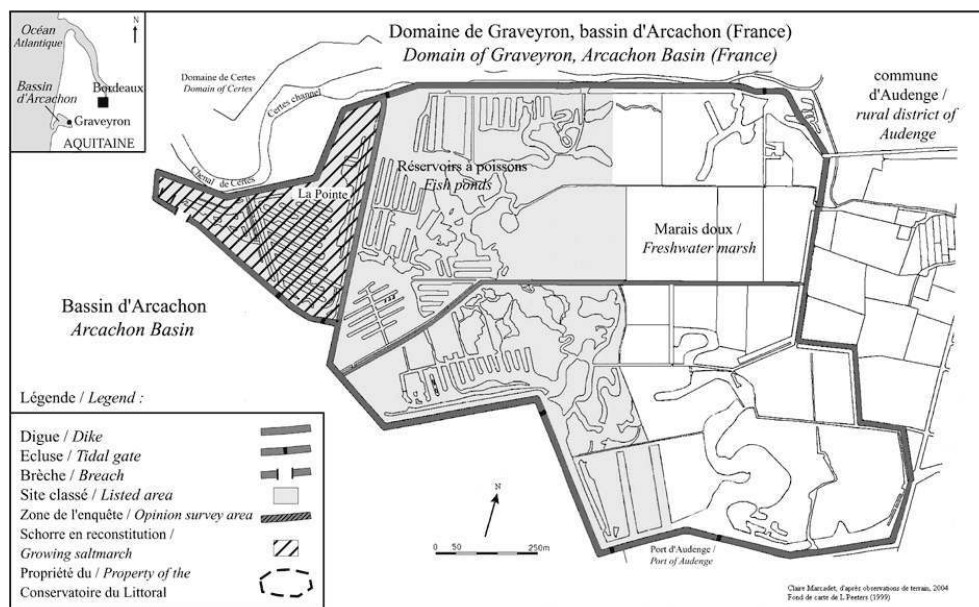 Océan
Atlantique
N
Bassin
d'Arcachon
Bordeaux
Graveyron
AQUITAINE
Domaine de Graveyron, bassin d'Arcachon (France)
Domain of Graveyron, Arcachon Basin (France)
Domaine de Certes
Domain of Certes
Certes channel
Chenal de Certes
commune
d'Audenge /
rural district of
Audenge
La Pointe
Réservoirs à poissons
Fish ponds
Marais doux /
Freshwater marsh
Bassin d'Arcachon
Arcachon Basin
Légende / Legend :
Digue / Dike
Ecluse / Tidal gate
Brèche / Breach
Site classé / Listed area
Zone de l'enquête / Opinion survey area
Schorre en reconstitution /
Growing saltmarch
Propriété du / Property of the
Conservatoire du Littoral
N
0 50 250m
Port d'Audenge /
Port of Audenge
Claire Marcadet, d'après observations de terrain, 2004
Fond de carte de L Peeters (1999)